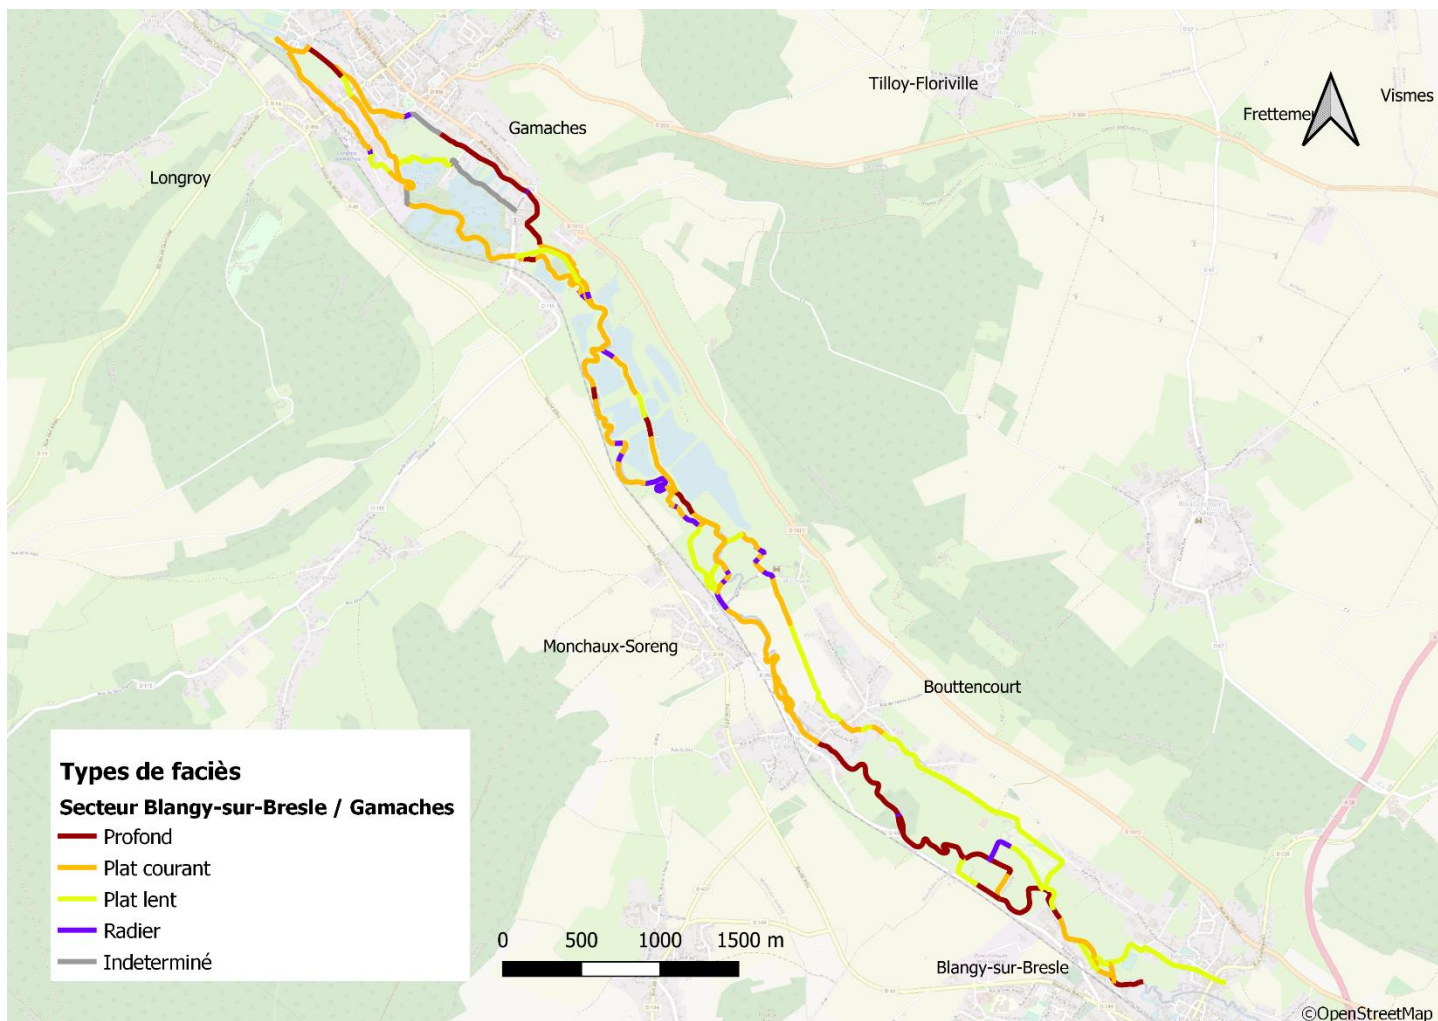 Tilloy-Floriville
Vismes
Frettemer
Gamaches
Longroy
Monchaux-Soreng
Bouttencourt
Types de faciès
Secteur Blangy-sur-Bresle / Gamaches
Profond
Plat courant
Plat lent
Radier
Indeterminé
0 500 1000 1500 m
Blangy-sur-Bresle
©OpenStreetMap